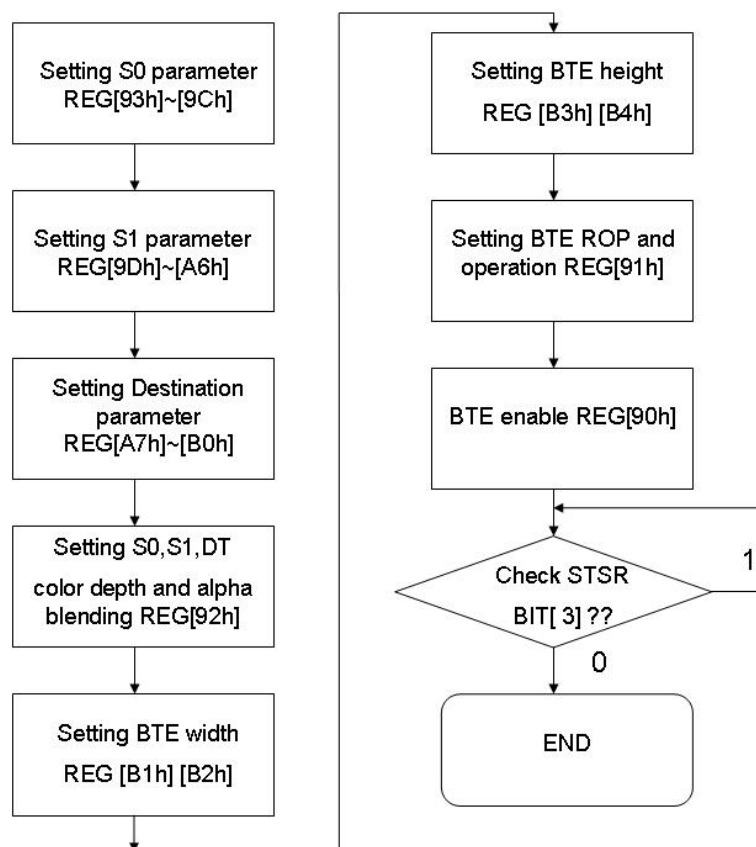 Setting S0 parameter
REG[93h]~[9Ch]
Setting S1 parameter
REG[9Dh]~[A6h]
Setting Destination
parameter
REG[A7h]~[B0h]
Setting S0,S1,DT
color depth and alpha
blending REG[92h]
Setting BTE width
REG [B1h] [B2h]
Setting BTE height
REG [B3h] [B4h]
Setting BTE ROP and
operation REG[91h]
BTE enable REG[90h]
Check STSR
BIT[ 3] ??
1
0
END